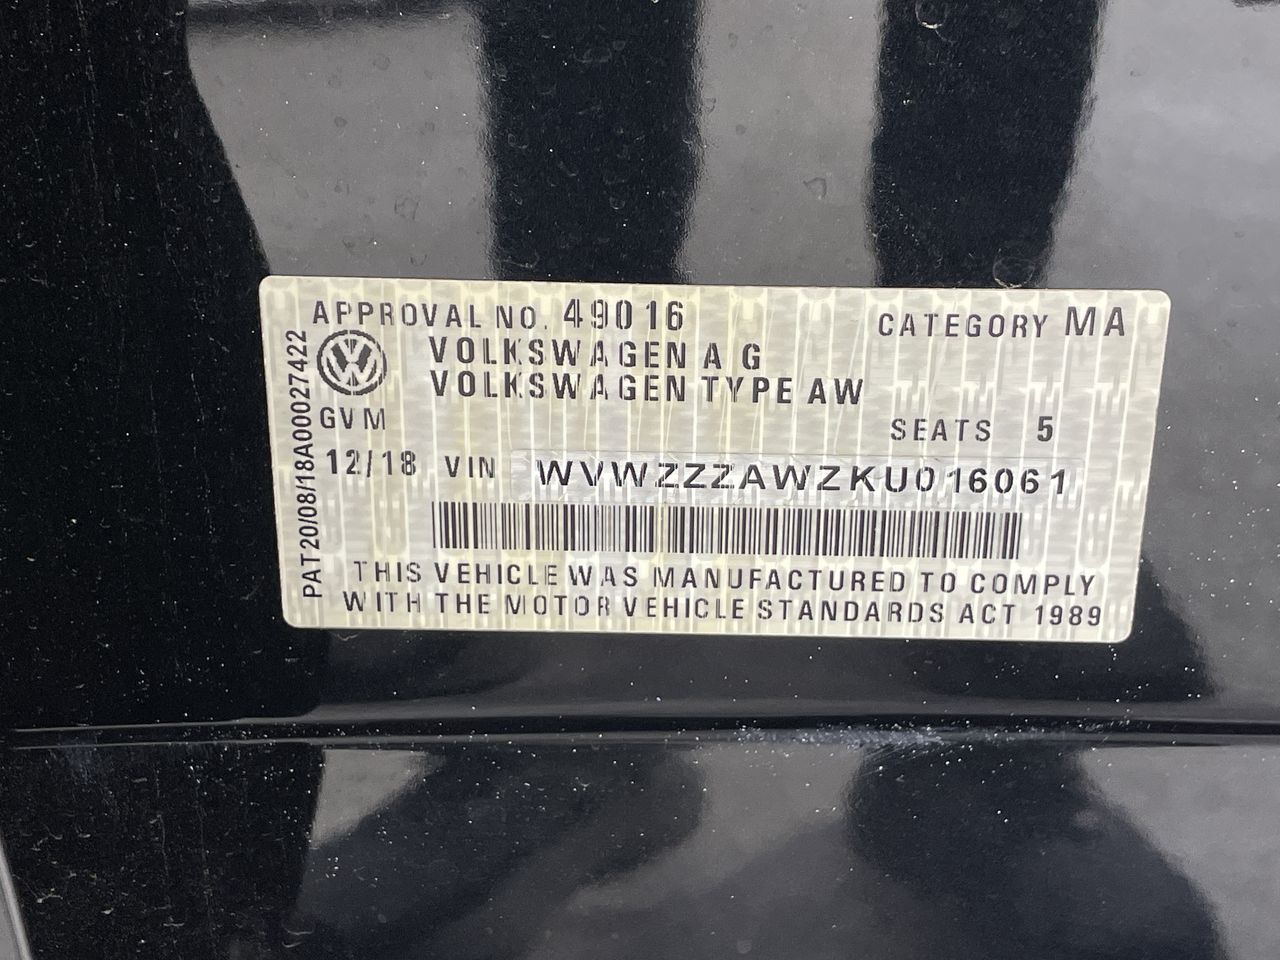 APPROVAL NO. 49016 CATEGORY MA
VOLKSWAGEN AG
VOLKSWAGEN TYPE AW
GVM SEATS 5
12/18 VIN WVWZZZAWZKU016061
THIS VEHICLE WAS MANUFACTURED TO COMPLY
WITH THE MOTOR VEHICLE STANDARDS ACT 1989
PAT20/08/18A00027422